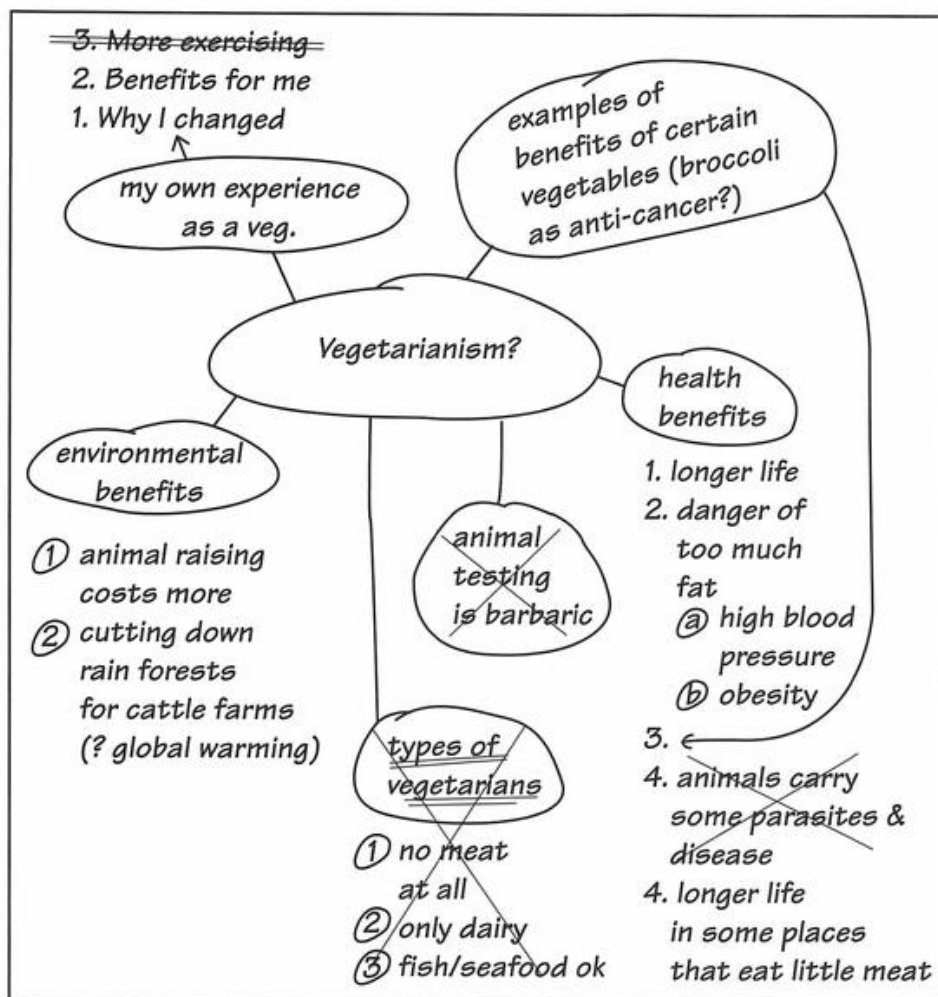 3. More exercising
2. Benefits for me
1. Why I changed
my own experience
as a veg.
examples of
benefits of certain
vegetables (broccoli
as anti-cancer?)
Vegetarianism?
health
benefits
1. longer life
2. danger of
too much
fat
ⓐ high blood
pressure
ⓑ obesity
3.
4. animals carry
some parasites &
disease
4. longer life
in some places
that eat little meat
environmental
benefits
① animal raising
costs more
② cutting down
rain forests
for cattle farms
(? global warming)
animal
testing
is barbaric
types of
vegetarians
① no meat
at all
② only dairy
③ fish/seafood ok